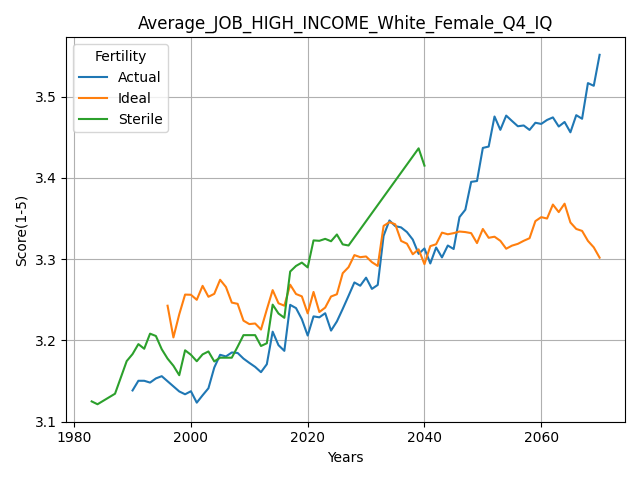 Average_JOB_HIGH_INCOME_White_Female_Q4_IQ
Fertility
Actual
Ideal
Sterile
Score(1-5)
3.5
3.4
3.3
3.2
3.1
1980
2000
2020
2040
2060
Years